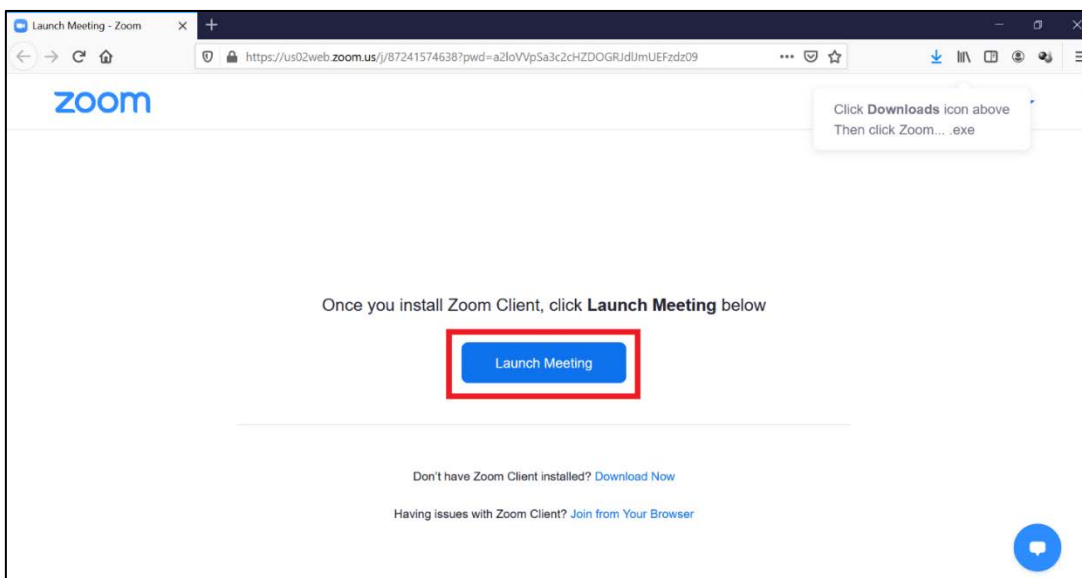 Launch Meeting - Zoom
https://us02web.zoom.us/j/87241574638?pwd=a2loVVpSa3c2cHZDOGRJdlJmUEFzdz09
zoom
Click Downloads icon above
Then click Zoom... .exe
Once you install Zoom Client, click Launch Meeting below
Launch Meeting
Don't have Zoom Client installed? Download Now
Having issues with Zoom Client? Join from Your Browser